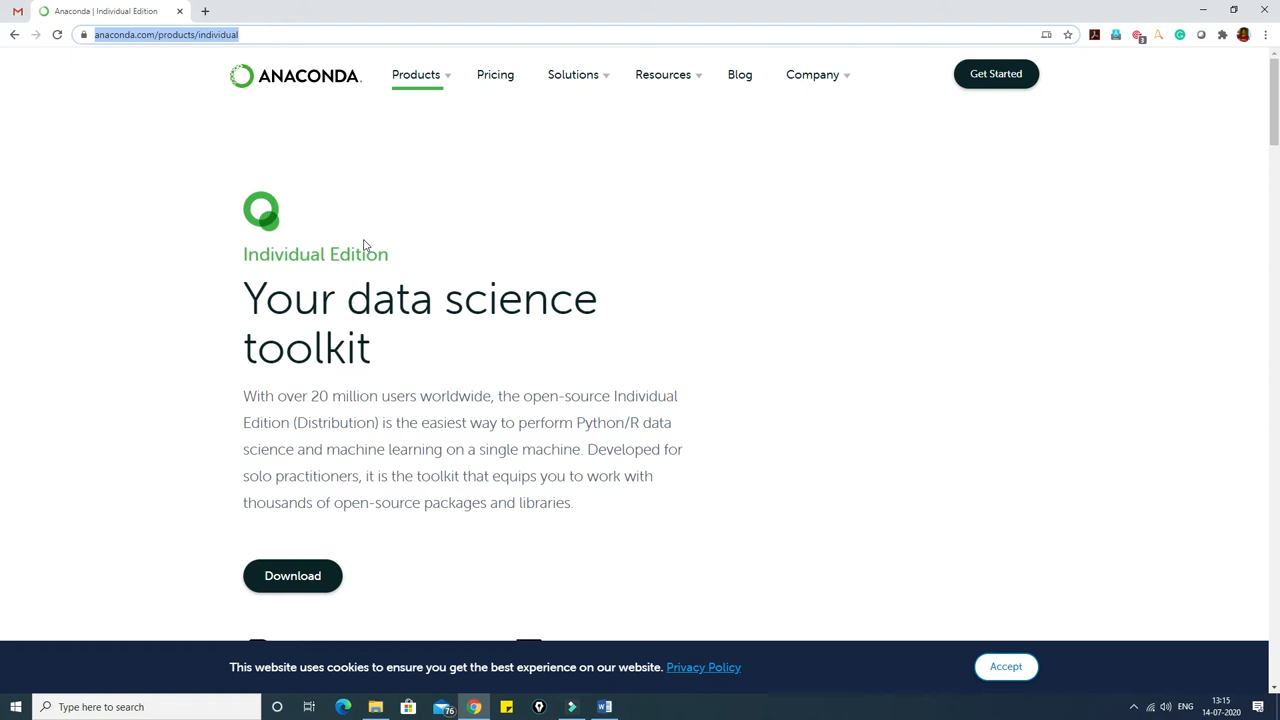 Anaconda | Individual Edition
anaconda.com/products/individual
3
ANACONDA.
Products
Pricing
Solutions
Resources
Blog
Company
Get Started
Individual Edition
Your data science
toolkit
With over 20 million users worldwide, the open-source Individual
Edition (Distribution) is the easiest way to perform Python/R data
science and machine learning on a single machine. Developed for
solo practitioners, it is the toolkit that equips you to work with
thousands of open-source packages and libraries.
Download
This website uses cookies to ensure you get the best experience on our website. Privacy Policy
Accept
Type here to search
76
ENG
13:15
14-07-2020